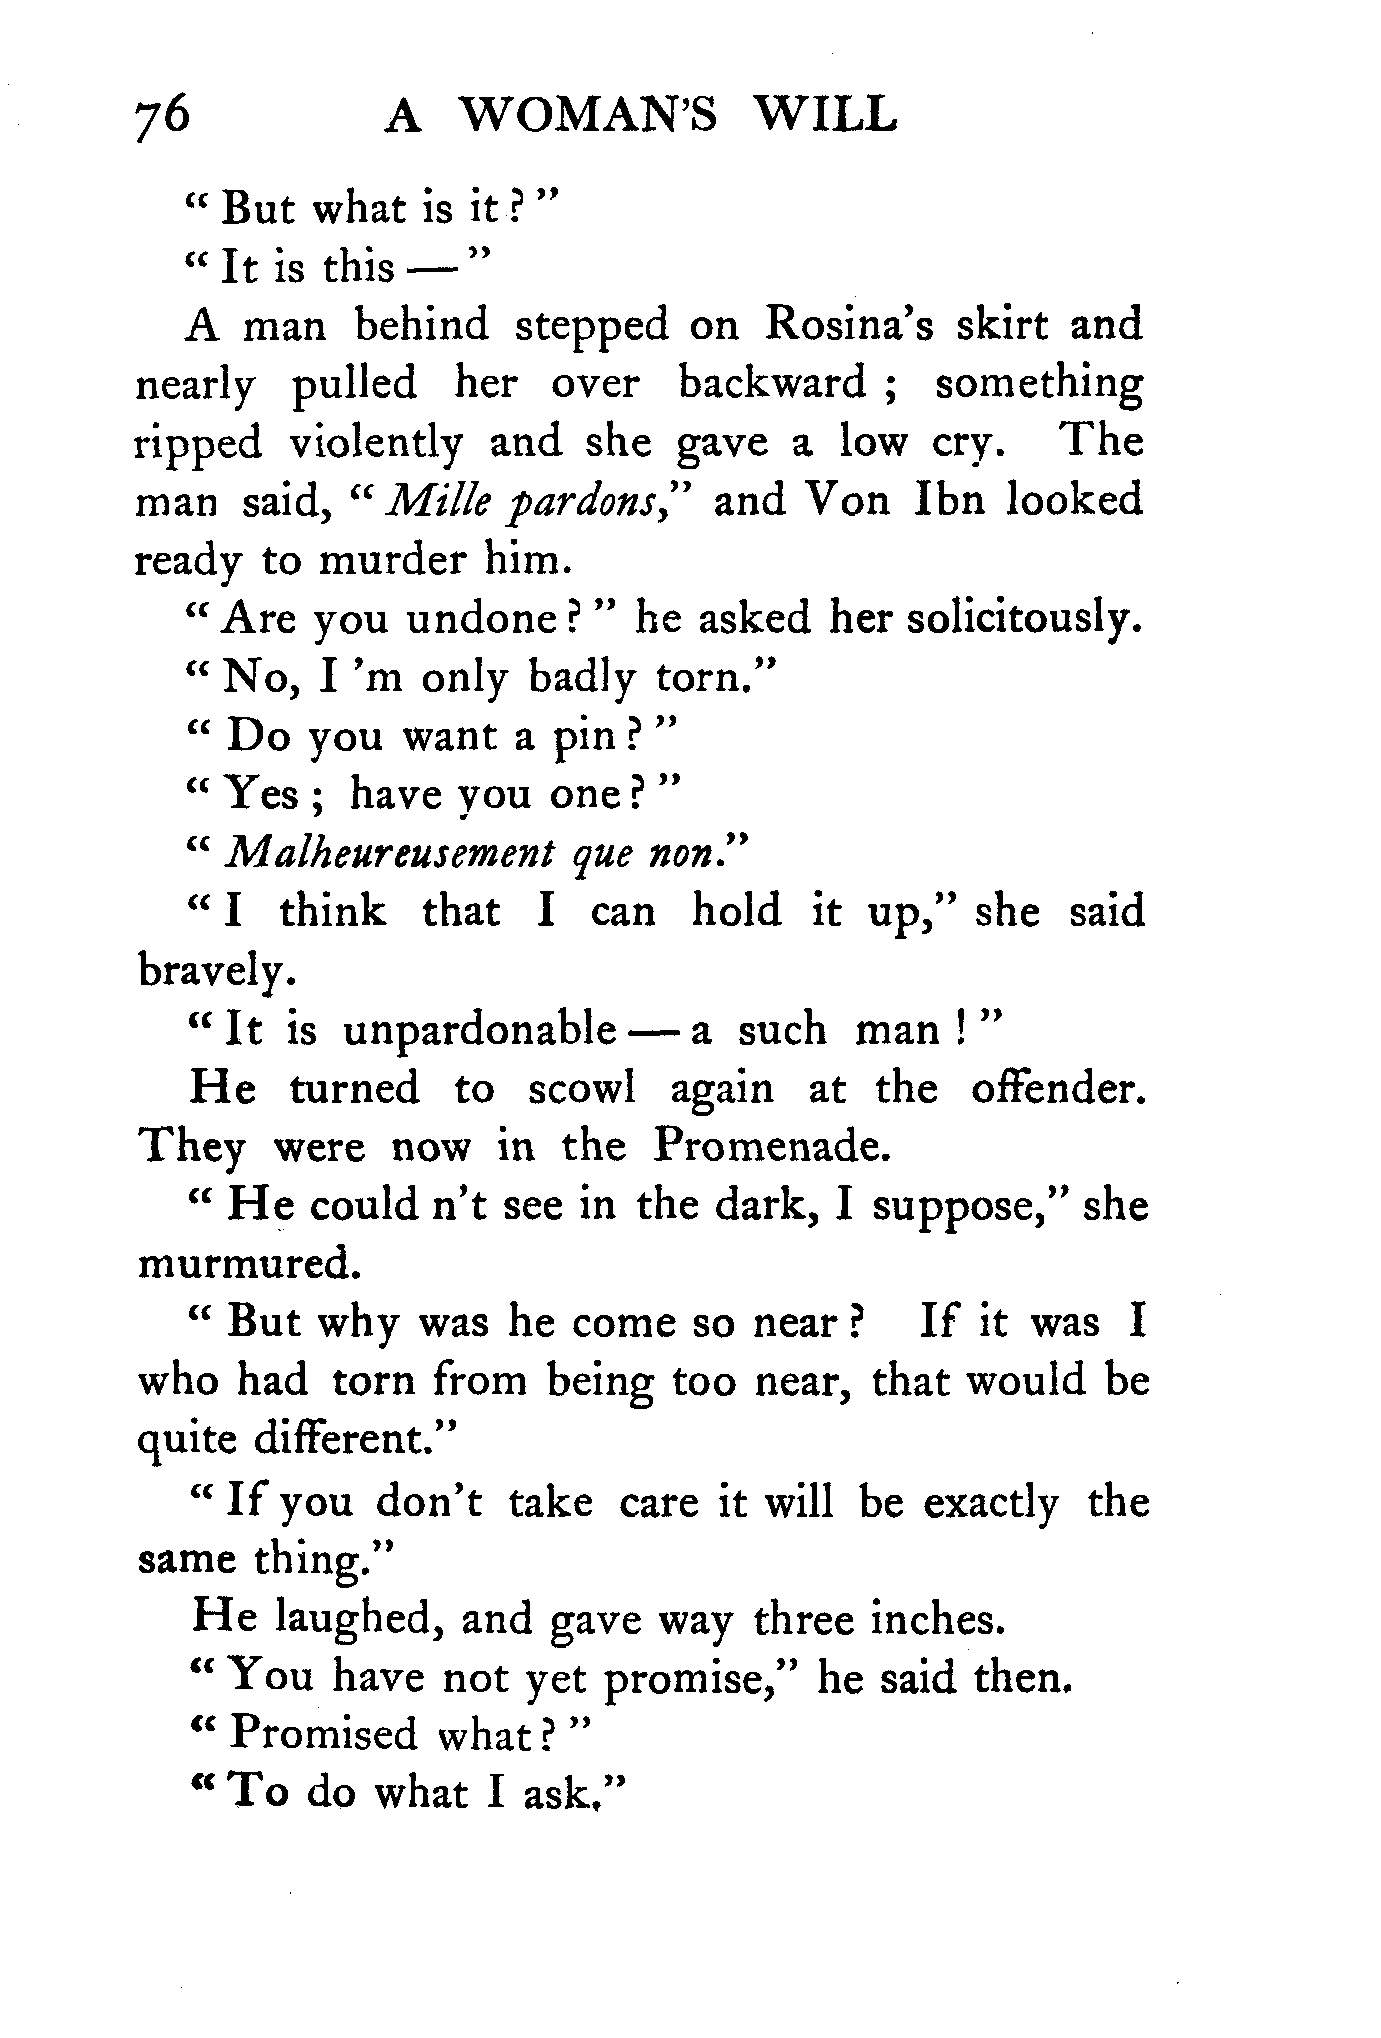 76 A WOMAN'S WILL
“ But what is it ? ”
“ It is this — ”
A man behind stepped on Rosina's skirt and
nearly pulled her over backward ; something
ripped violently and she gave a low cry. The
man said, “ Mille pardons,” and Von Ibn looked
ready to murder him.
“ Are you undone ? ” he asked her solicitously.
“ No, I 'm only badly torn.”
“ Do you want a pin ? ”
“ Yes ; have you one ? ”
“ Malheureusement que non.”
“ I think that I can hold it up,” she said
bravely.
“ It is unpardonable — a such man ! ”
He turned to scowl again at the offender.
They were now in the Promenade.
“ He could n't see in the dark, I suppose,” she
murmured.
“ But why was he come so near ? If it was I
who had torn from being too near, that would be
quite different.”
“ If you don't take care it will be exactly the
same thing.”
He laughed, and gave way three inches.
“ You have not yet promise,” he said then.
“ Promised what ? ”
“ To do what I ask.”